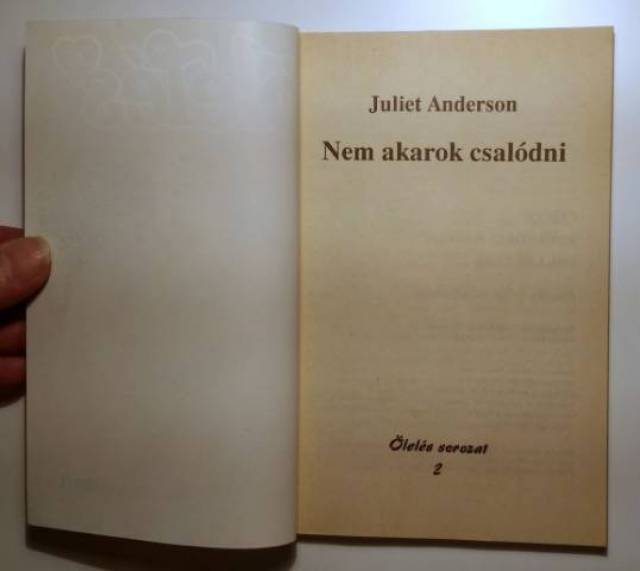 Juliet Anderson
Nem akarok csalódni
Ölelés sorozat
2